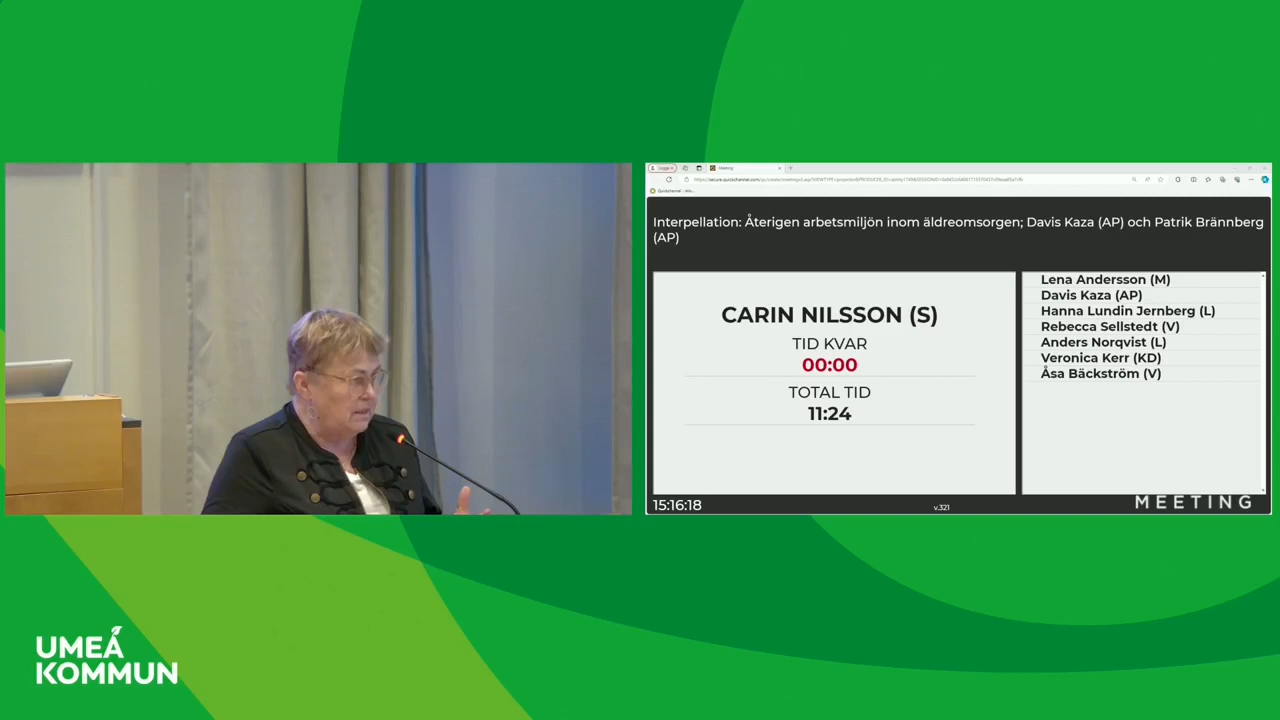 Meeting
Interpellation: Återigen arbetsmiljön inom äldreomsorgen; Davis Kaza (AP) och Patrik Brännberg
(AP)
CARIN NILSSON (S)
TID KVAR
00:00
TOTAL TID
11:24
Lena Andersson (M)
Davis Kaza (AP)
Hanna Lundin Jernberg (L)
Rebecca Sellstedt (V)
Anders Norqvist (L)
Veronica Kerr (KD)
Åsa Bäckström (V)
15:16:18
v.321
MEETING
UMEÅ
KOMMUN